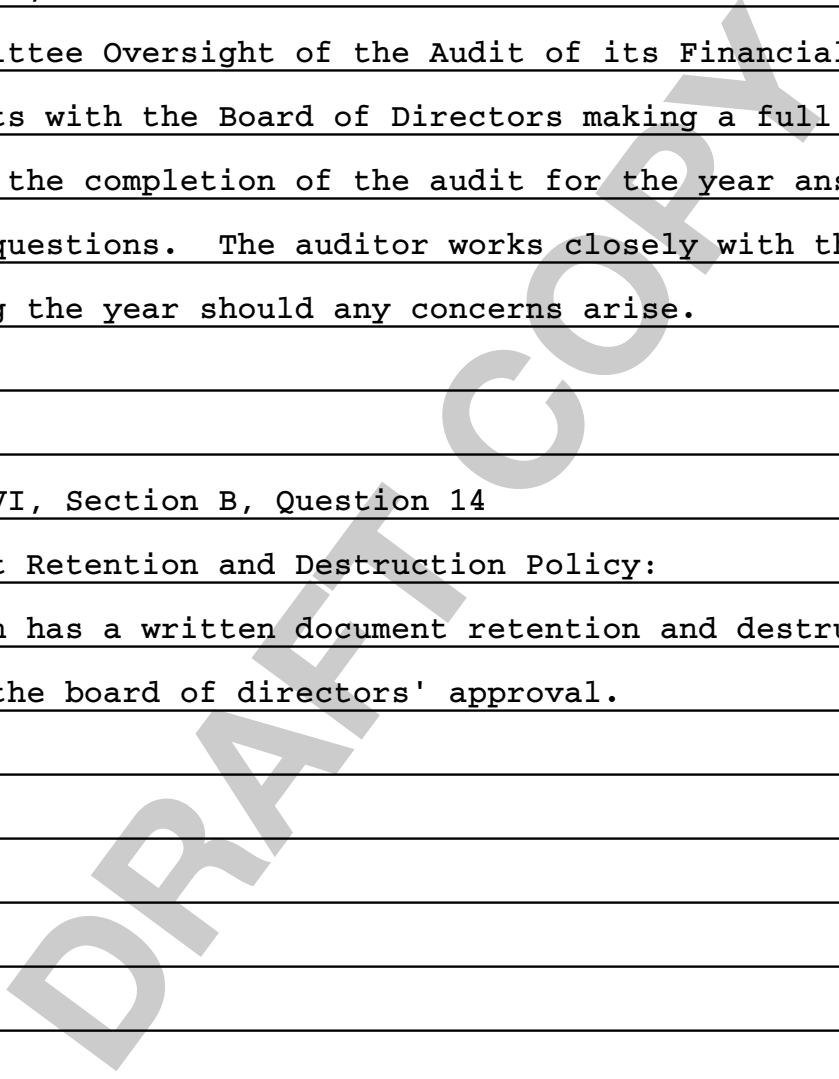 ittee Oversight of the Audit of its Financial
ts with the Board of Directors making a full
the completion of the audit for the year ans
questions. The auditor works closely with th
g the year should any concerns arise.
VI, Section B, Question 14
t Retention and Destruction Policy:
n has a written document retention and destru
the board of directors' approval.
DRAFT COPY